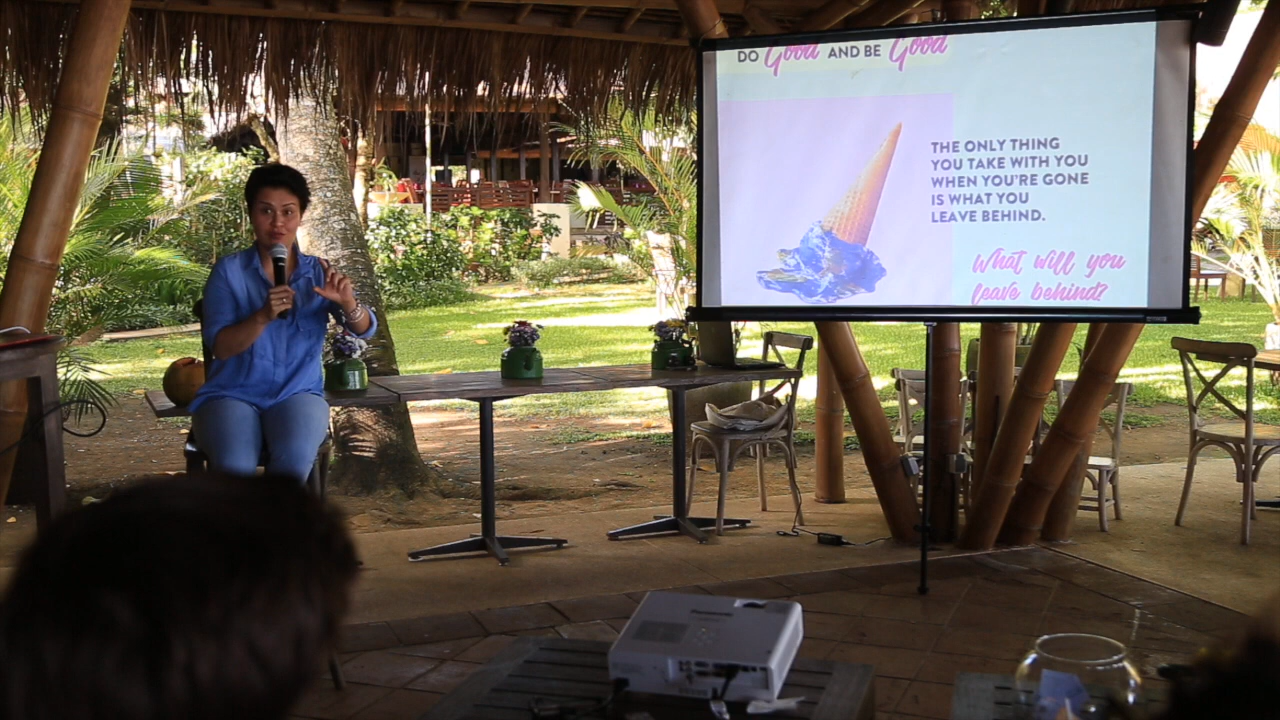 DO Good AND BE Good
THE ONLY THING
YOU TAKE WITH YOU
WHEN YOU'RE GONE
IS WHAT YOU
LEAVE BEHIND.
What will you
leave behind?
Panasonic